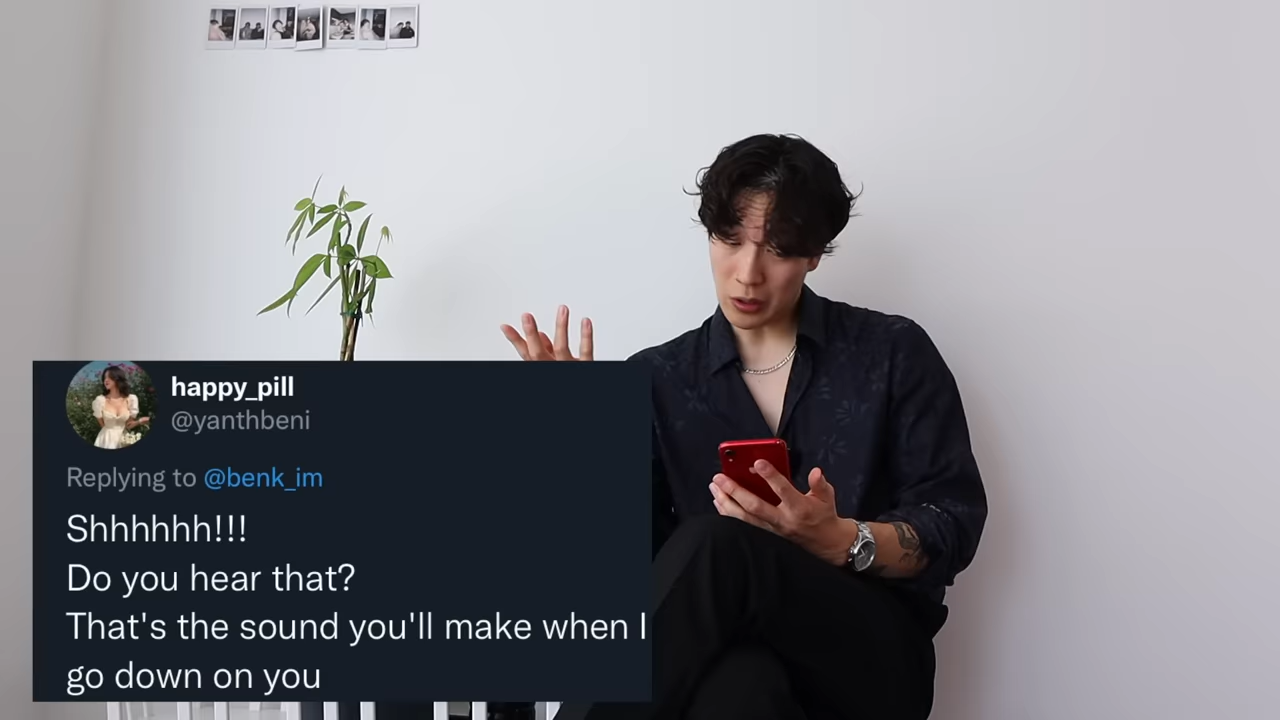 happy_pill
@yanthbeni
Replying to @benk_im
Shhhhhh!!!
Do you hear that?
That's the sound you'll make when I
go down on you